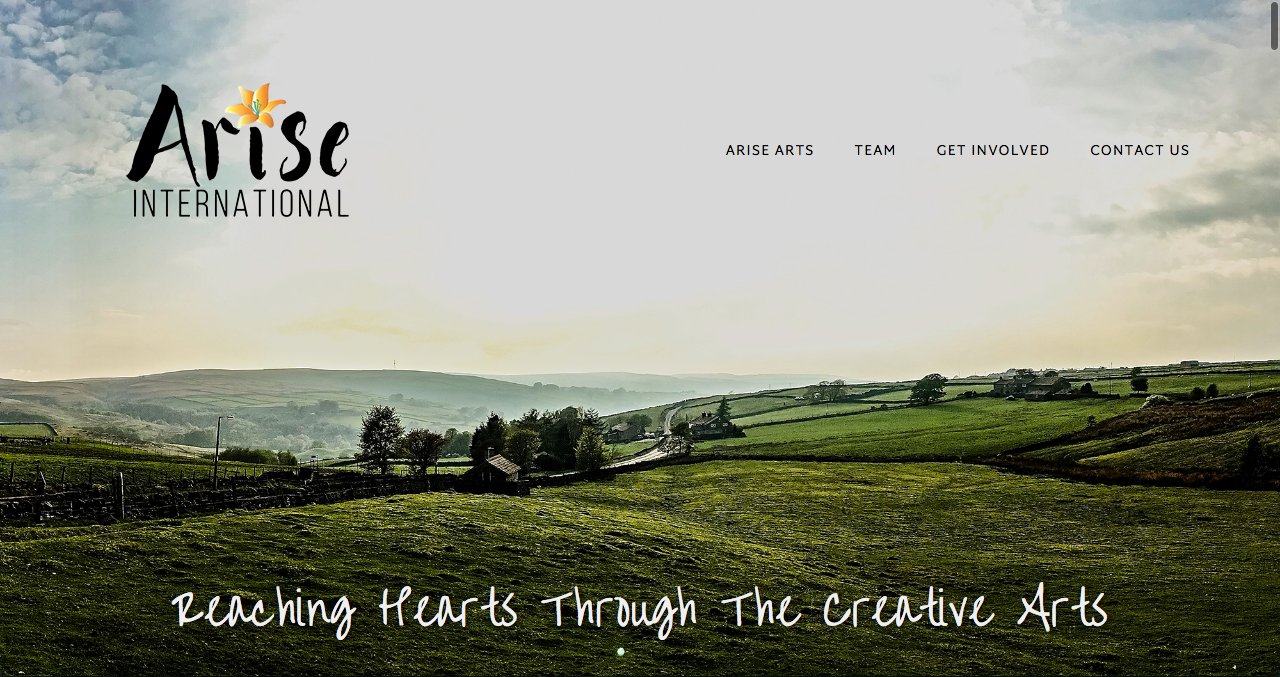 Arise
INTERNATIONAL
ARISE ARTS TEAM GET INVOLVED CONTACT US
Reaching Hearts Through The Creative Arts